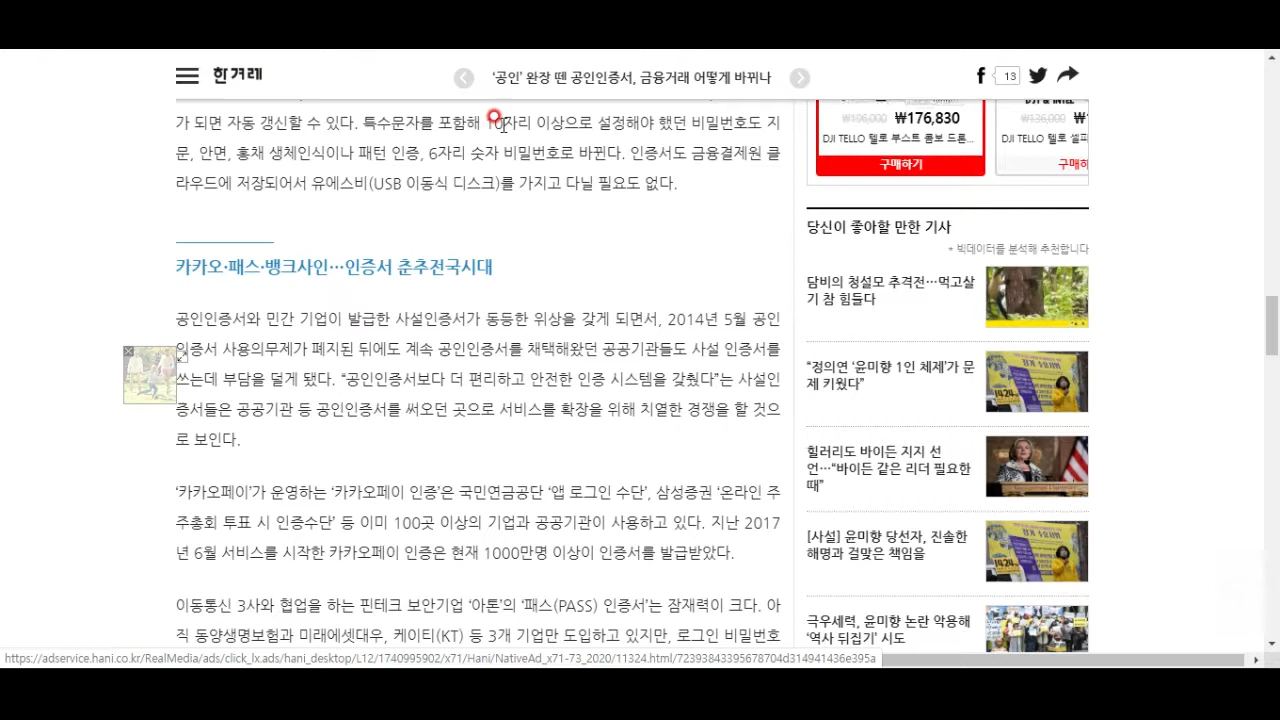 한겨레
‘공인’ 완장 뗀 공인인증서, 금융거래 어떻게 바뀌나
13
가 되면 자동 갱신할 수 있다. 특수문자를 포함해 10자리 이상으로 설정해야 했던 비밀번호도 지
문, 안면, 홍채 생체인식이나 패턴 인증, 6자리 숫자 비밀번호로 바뀐다. 인증서도 금융결제원 클
라우드에 저장되어서 유에스비(USB 이동식 디스크)를 가지고 다닐 필요도 없다.
카카오·패스·뱅크사인…인증서 춘추전국시대
공인인증서와 민간 기업이 발급한 사설인증서가 동등한 위상을 갖게 되면서, 2014년 5월 공인
인증서 사용의무제가 폐지된 뒤에도 계속 공인인증서를 채택해왔던 공공기관들도 사설 인증서를
쓰는데 부담을 덜게 됐다. “공인인증서보다 더 편리하고 안전한 인증 시스템을 갖췄다”는 사설인
증서들은 공공기관 등 공인인증서를 써오던 곳으로 서비스를 확장을 위해 치열한 경쟁을 할 것으
로 보인다.
‘카카오페이’가 운영하는 ‘카카오페이 인증’은 국민연금공단 ‘앱 로그인 수단’, 삼성증권 ‘온라인 주
주총회 투표 시 인증수단’ 등 이미 100곳 이상의 기업과 공공기관이 사용하고 있다. 지난 2017
년 6월 서비스를 시작한 카카오페이 인증은 현재 1000만명 이상이 인증서를 발급받았다.
이동통신 3사와 협업을 하는 핀테크 보안기업 ‘아톤’의 ‘패스(PASS) 인증서’는 잠재력이 크다. 아
직 동양생명보험과 미래에셋대우, 케이티(KT) 등 3개 기업만 도입하고 있지만, 로그인 비밀번호
₩196,000 ₩176,830
DJI TELLO 텔로 부스트 콤보 드론...
구매하기
₩136,000 ₩1
DJI TELLO 텔로 셀피
구매하
당신이 좋아할 만한 기사
* 빅데이터를 분석해 추천합니다
담비의 청설모 추격전…먹고살
기 참 힘들다
“정의연 ‘윤미향 1인 체제’가 문
제 키웠다”
힐러리도 바이든 지지 선
언…“바이든 같은 리더 필요한
때”
[사설] 윤미향 당선자, 진솔한
해명과 걸맞은 책임을
극우세력, 윤미향 논란 악용해
‘역사 뒤집기’ 시도
https://adservice.hani.co.kr/RealMedia/ads/click_lx.ads/hani_desktop/L12/1740995902/x71/Hani/NativeAd_x71-73_2020/11324.html/72393843395678704d314941436e395a